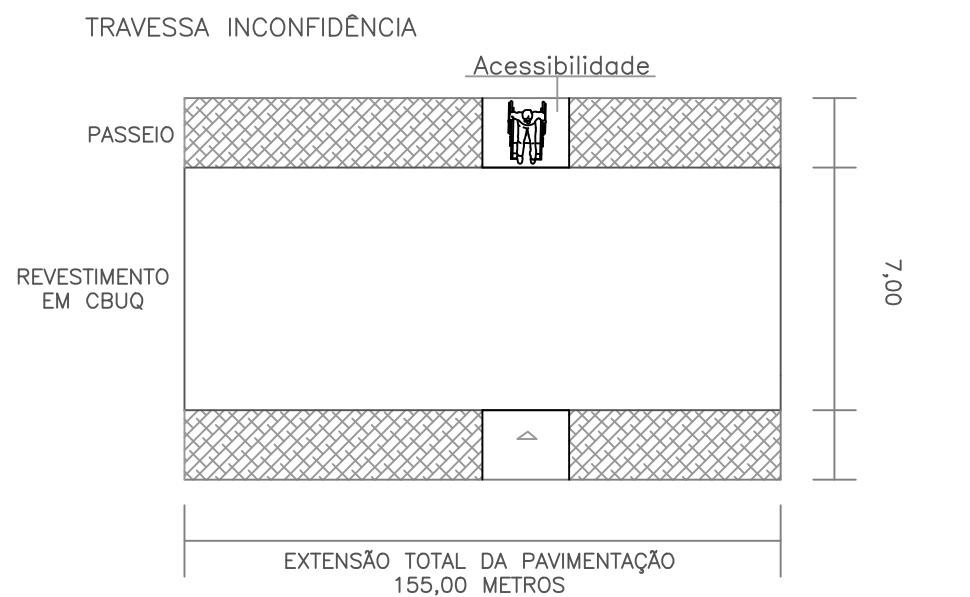 TRAVESSA INCONFIDÊNCIA
Acessibilidade
PASSEIO
REVESTIMENTO
EM CBUQ
7,00
EXTENSÃO TOTAL DA PAVIMENTAÇÃO
155,00 METROS